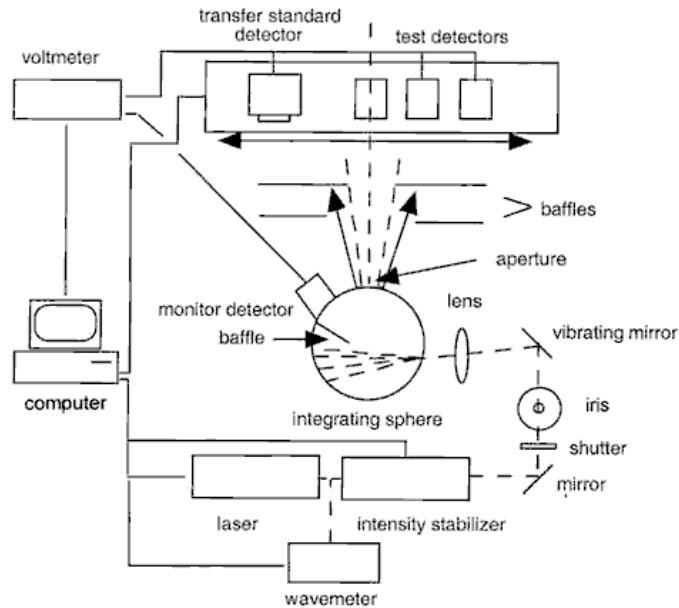 transfer standard
detector
test detectors
voltmeter
baffles
aperture
monitor detector
lens
baffle
vibrating mirror
computer
integrating sphere
iris
shutter
mirror
laser
intensity stabilizer
wavemeter